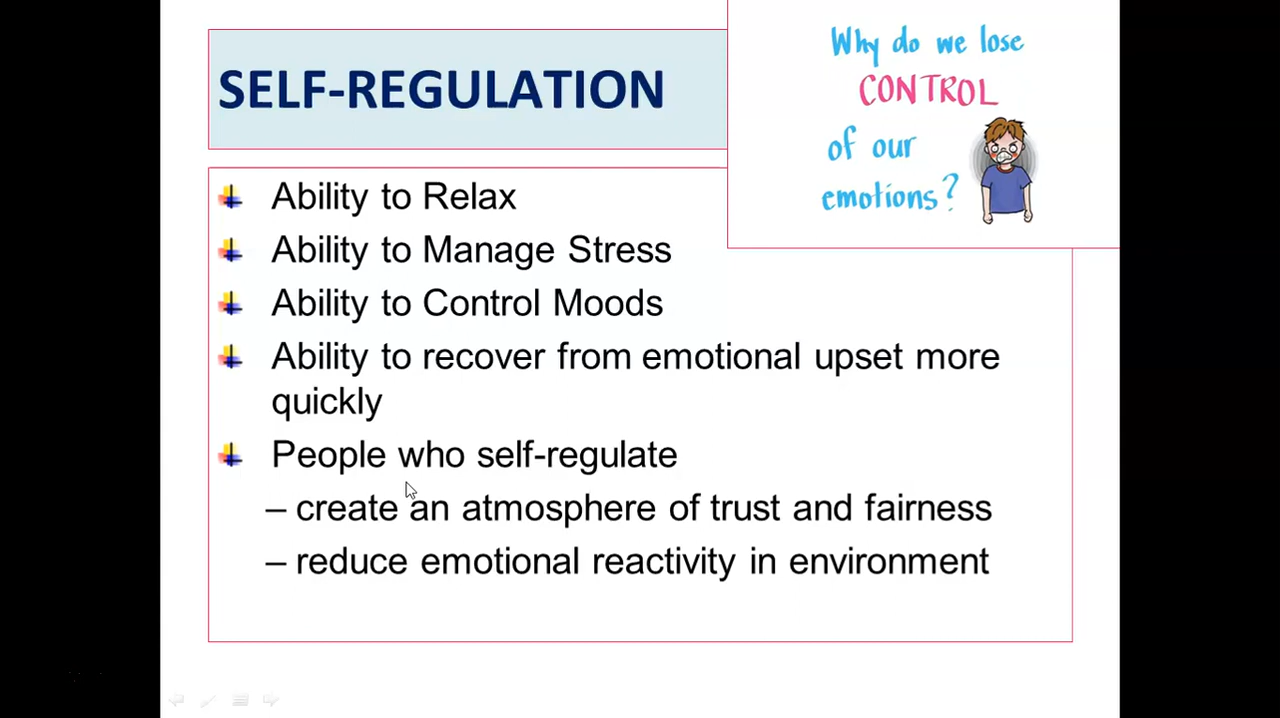 SELF-REGULATION
Why do we lose
CONTROL
of our
emotions?
Ability to Relax
Ability to Manage Stress
Ability to Control Moods
Ability to recover from emotional upset more
quickly
People who self-regulate
– create an atmosphere of trust and fairness
– reduce emotional reactivity in environment